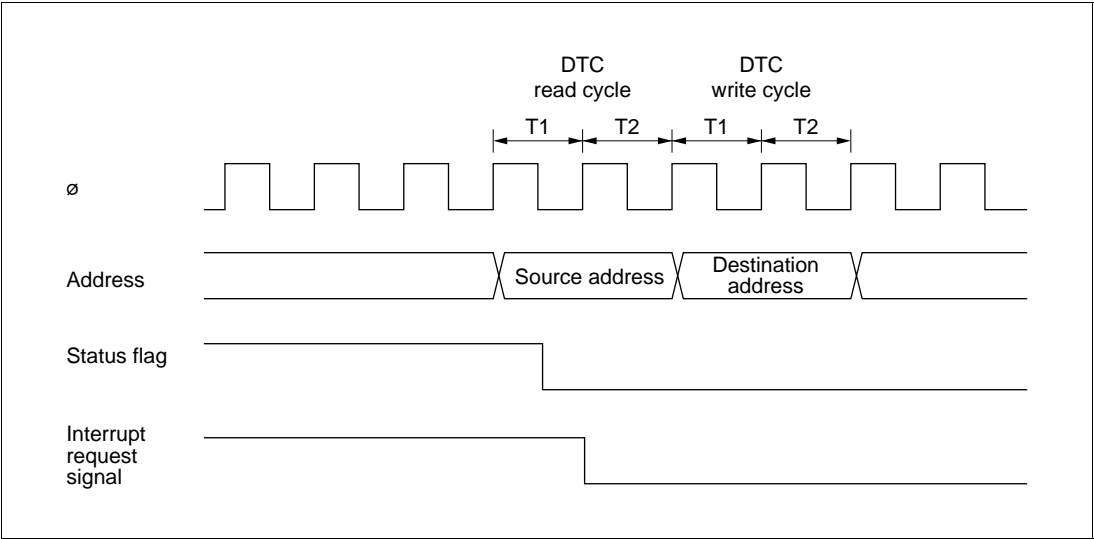 DTC
read cycle
DTC
write cycle
T1
T2
T1
T2
ø
Address
Source address
Destination
address
Status flag
Interrupt
request
signal